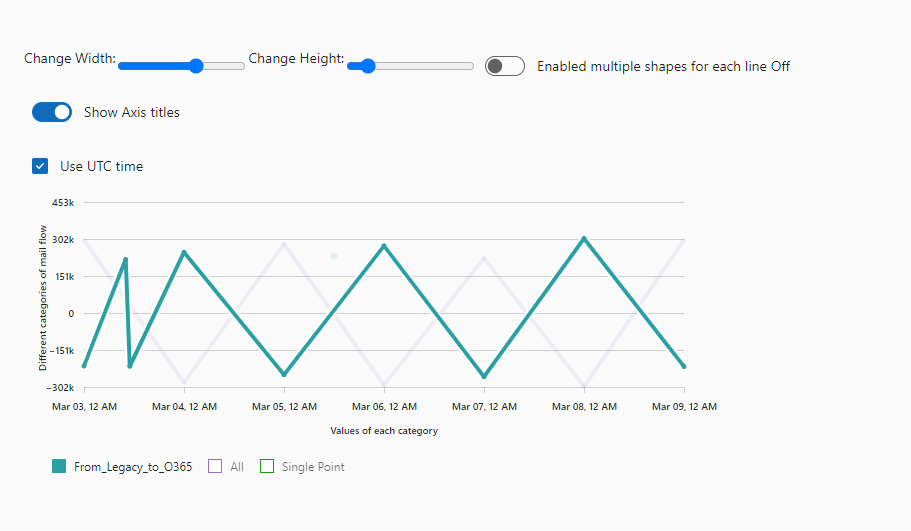 Change Width: Change Height: Enabled multiple shapes for each line Off
Show Axis titles
Use UTC time
453k
302k
151k
0
−151k
−302k
Different categories of mail flow
Mar 03, 12 AM Mar 04, 12 AM Mar 05, 12 AM Mar 06, 12 AM Mar 07, 12 AM Mar 08, 12 AM Mar 09, 12 AM
Values of each category
From_Legacy_to_O365 All Single Point